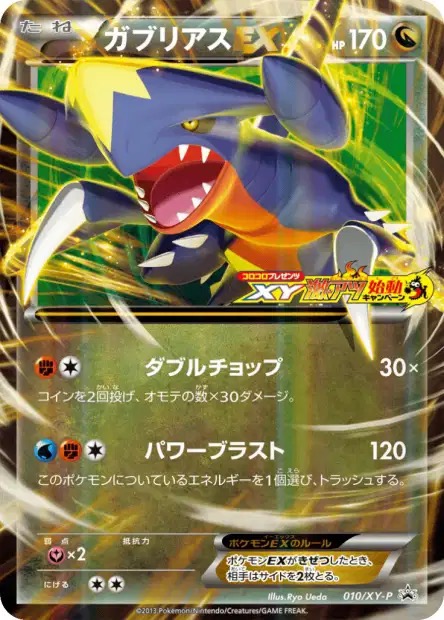 たね ガブリアスEX HP170
コロコロプレゼンツ
XY 激アツ始動
キャンペーン
ダブルチョップ 30×
コインを2回投げ、オモテの数×30ダメージ。
パワーブラスト 120
このポケモンについているエネルギーを1個選び、トラッシュする。
弱点 抵抗力
×2
にげる
ポケモンEXのルール
ポケモンEXがきぜつしたとき、
相手はサイドを2枚とる。
Illus.Ryo Ueda 010/XY-P
©2013 Pokémon/Nintendo/Creatures/GAME FREAK.